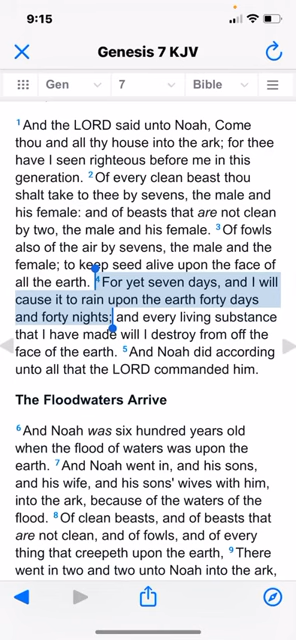 9:15
Genesis 7 KJV
Gen 7 Bible
1 And the LORD said unto Noah, Come
thou and all thy house into the ark; for thee
have I seen righteous before me in this
generation. 2 Of every clean beast thou
shalt take to thee by sevens, the male and
his female: and of beasts that are not clean
by two, the male and his female. 3 Of fowls
also of the air by sevens, the male and the
female; to keep seed alive upon the face of
all the earth. 4 For yet seven days, and I will
cause it to rain upon the earth forty days
and forty nights; and every living substance
that I have made will I destroy from off the
face of the earth. 5 And Noah did according
unto all that the LORD commanded him.
The Floodwaters Arrive
6 And Noah was six hundred years old
when the flood of waters was upon the
earth. 7 And Noah went in, and his sons,
and his wife, and his sons' wives with him,
into the ark, because of the waters of the
flood. 8 Of clean beasts, and of beasts that
are not clean, and of fowls, and of every
thing that creepeth upon the earth, 9 There
went in two and two unto Noah into the ark,